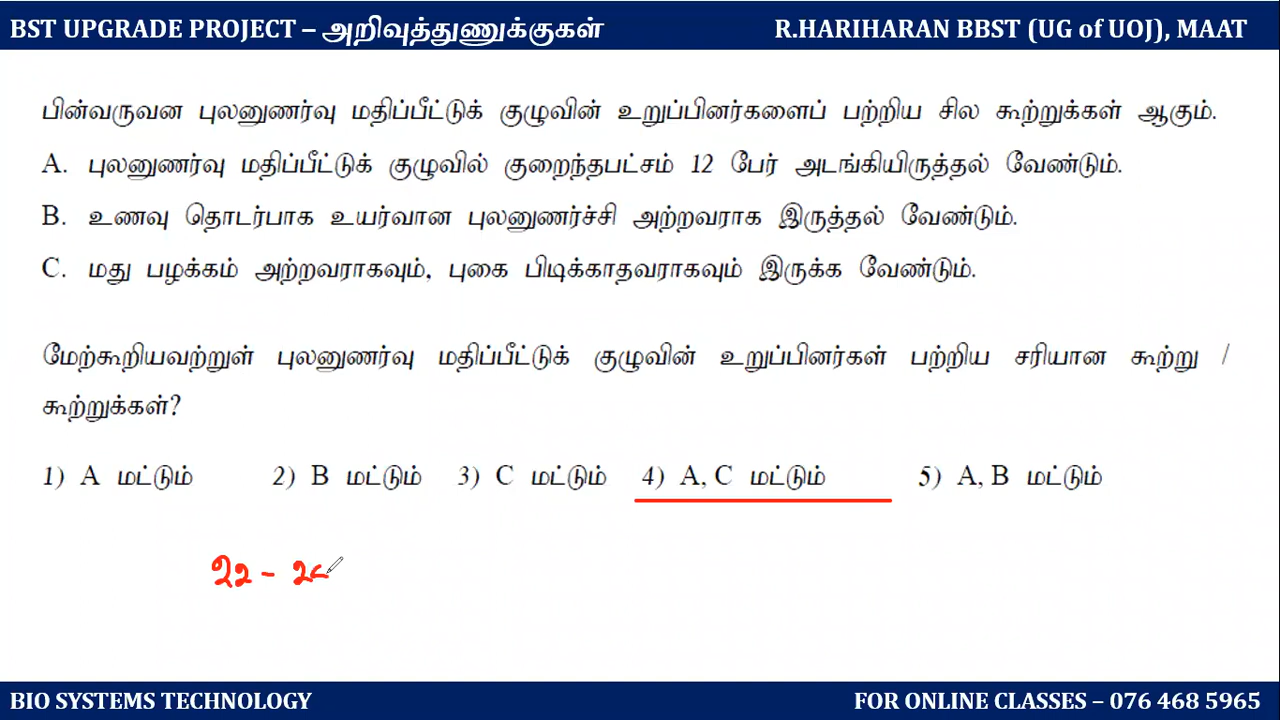 BST UPGRADE PROJECT – அறிவுத்துணுக்குகள்
R.HARIHARAN BBST (UG of UOJ), MAAT
பின்வருவன புலனுணர்வு மதிப்பீட்டுக் குழுவின் உறுப்பினர்களைப் பற்றிய சில கூற்றுக்கள் ஆகும்.
A. புலனுணர்வு மதிப்பீட்டுக் குழுவில் குறைந்தபட்சம் 12 பேர் அடங்கியிருத்தல் வேண்டும்.
B. உணவு தொடர்பாக உயர்வான புலனுணர்ச்சி அற்றவராக இருத்தல் வேண்டும்.
C. மது பழக்கம் அற்றவராகவும், புகை பிடிக்காதவராகவும் இருக்க வேண்டும்.
மேற்கூறியவற்றுள் புலனுணர்வு மதிப்பீட்டுக் குழுவின் உறுப்பினர்கள் பற்றிய சரியான கூற்று /
கூற்றுக்கள்?
1) A மட்டும் 2) B மட்டும் 3) C மட்டும் 4) A, C மட்டும் 5) A, B மட்டும்
22 -
BIO SYSTEMS TECHNOLOGY
FOR ONLINE CLASSES – 076 468 5965